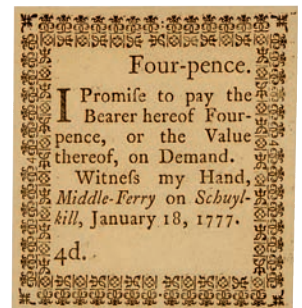 Four-pence.
I Promiſe to pay the
Bearer hereof Four-
pence, or the Value
thereof, on Demand.
Witneſs my Hand,
Middle-Ferry on Schuyl-
kill, January 18, 1777.
4d.